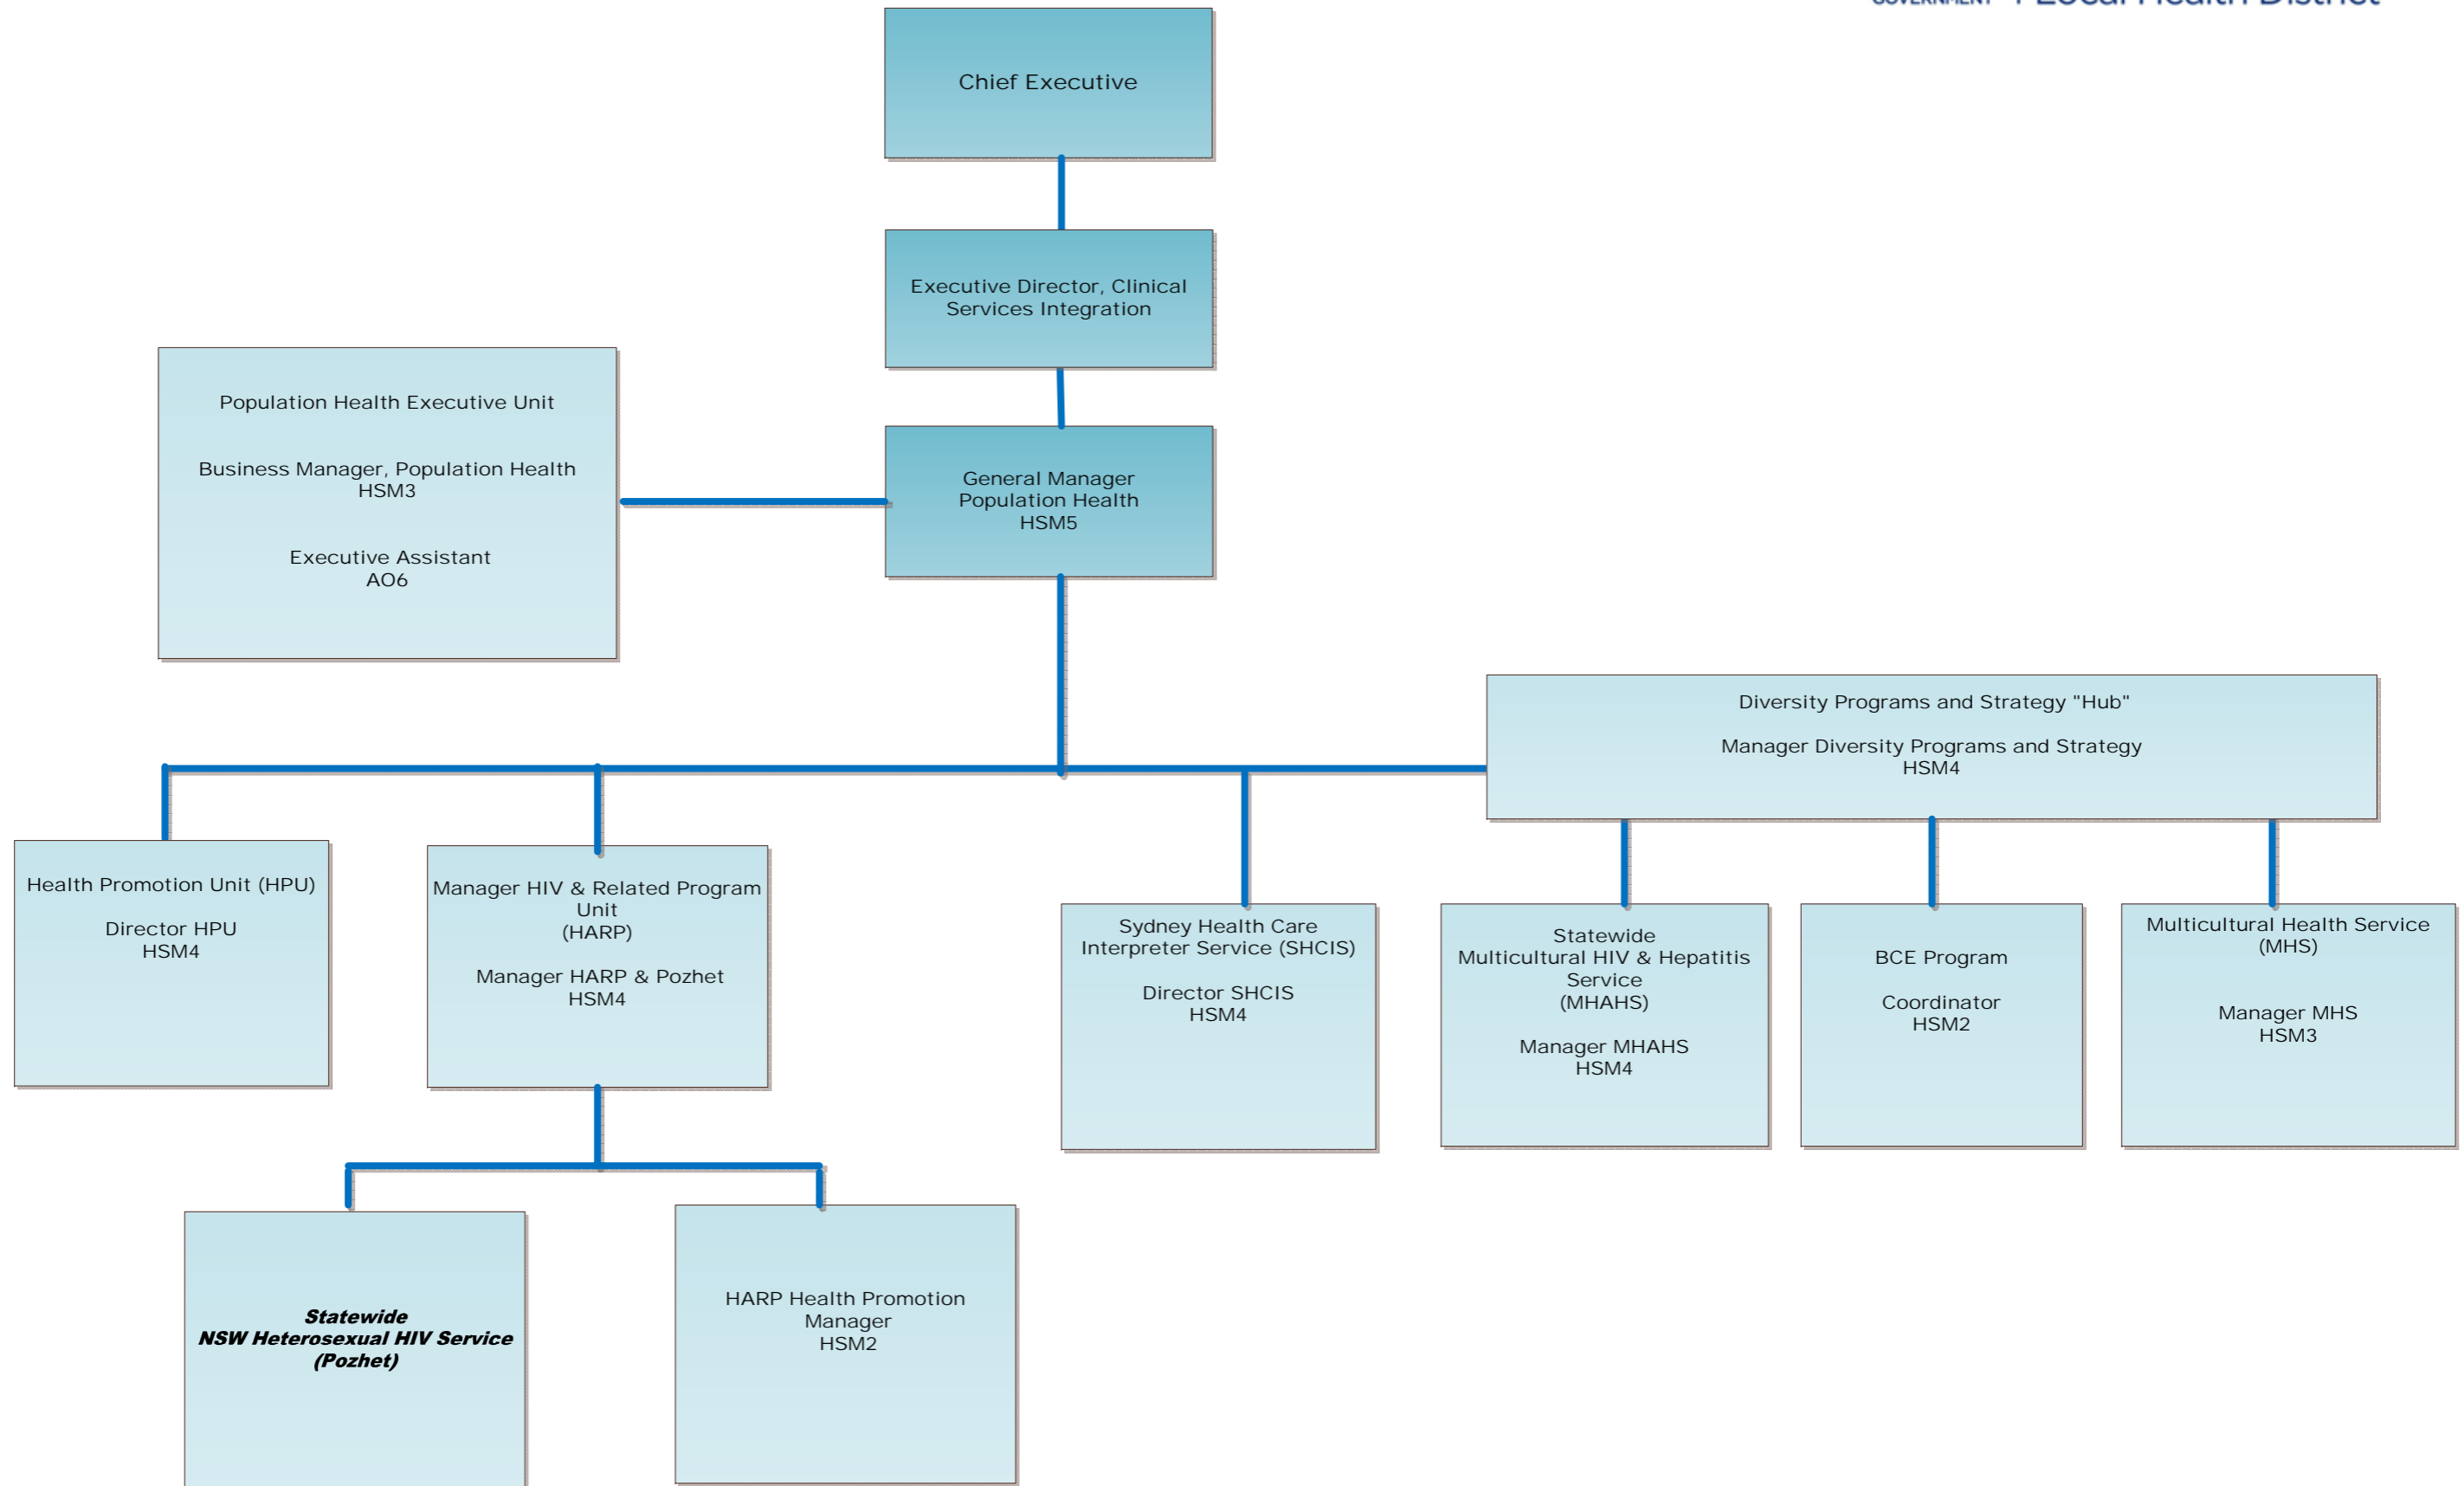 Local Health District
Chief Executive
Executive Director, Clinical
Services Integration
Population Health Executive Unit
Business Manager, Population Health
HSM3
Executive Assistant
AO6
General Manager
Population Health
HSM5
Diversity Programs and Strategy "Hub"
Manager Diversity Programs and Strategy
HSM4
Health Promotion Unit (HPU)
Director HPU
HSM4
Manager HIV & Related Program
Unit
(HARP)
Manager HARP & Pozhet
HSM4
Sydney Health Care
Interpreter Service (SHCIS)
Director SHCIS
HSM4
Statewide
Multicultural HIV & Hepatitis
Service
(MHAHS)
Manager MHAHS
HSM4
BCE Program
Coordinator
HSM2
Multicultural Health Service
(MHS)
Manager MHS
HSM3
Statewide
NSW Heterosexual HIV Service
(Pozhet)
HARP Health Promotion
Manager
HSM2